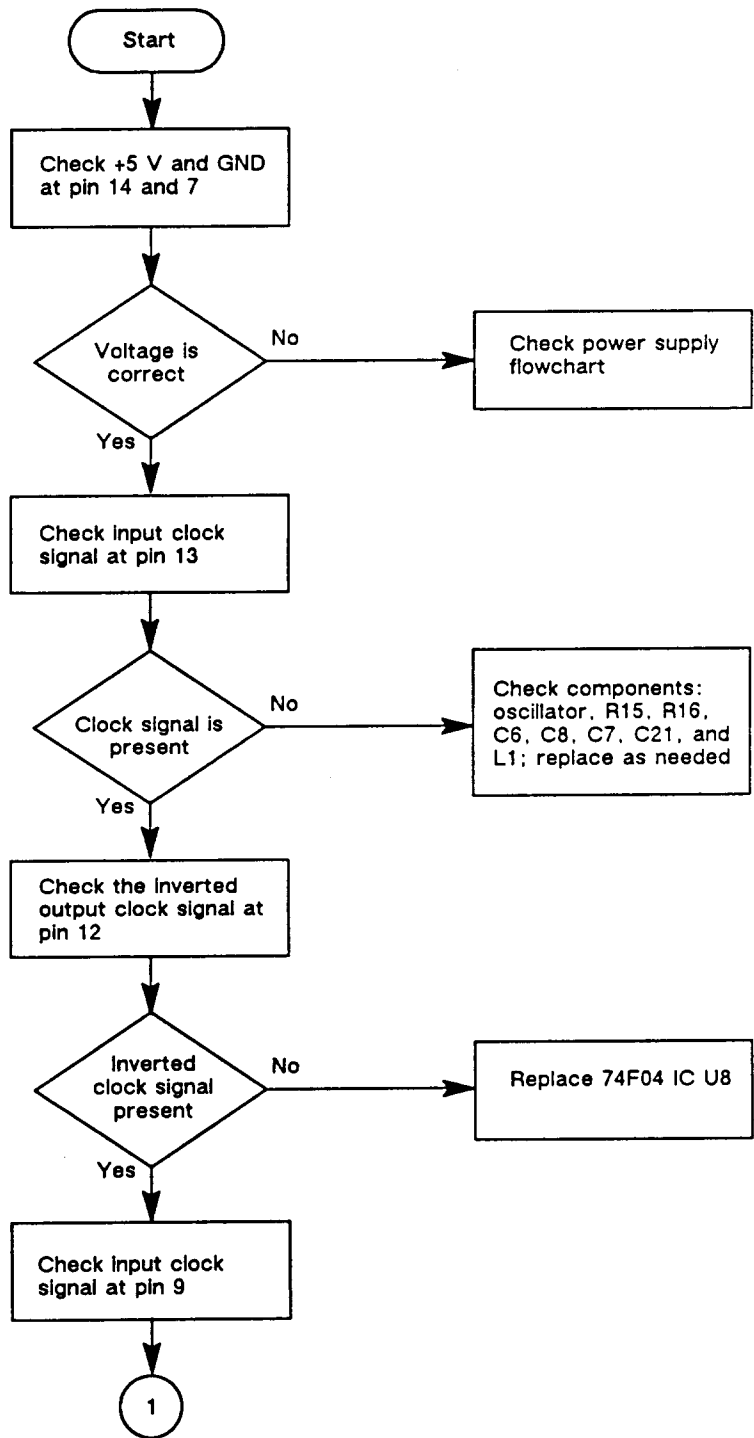 Start
Check +5 V and GND
at pin 14 and 7
Voltage is
correct
No
Check power supply
flowchart
Yes
Check input clock
signal at pin 13
Clock signal is
present
No
Check components:
oscillator, R15, R16,
C6, C8, C7, C21, and
L1; replace as needed
Yes
Check the inverted
output clock signal at
pin 12
Inverted
clock signal
present
No
Replace 74F04 IC U8
Yes
Check input clock
signal at pin 9
1